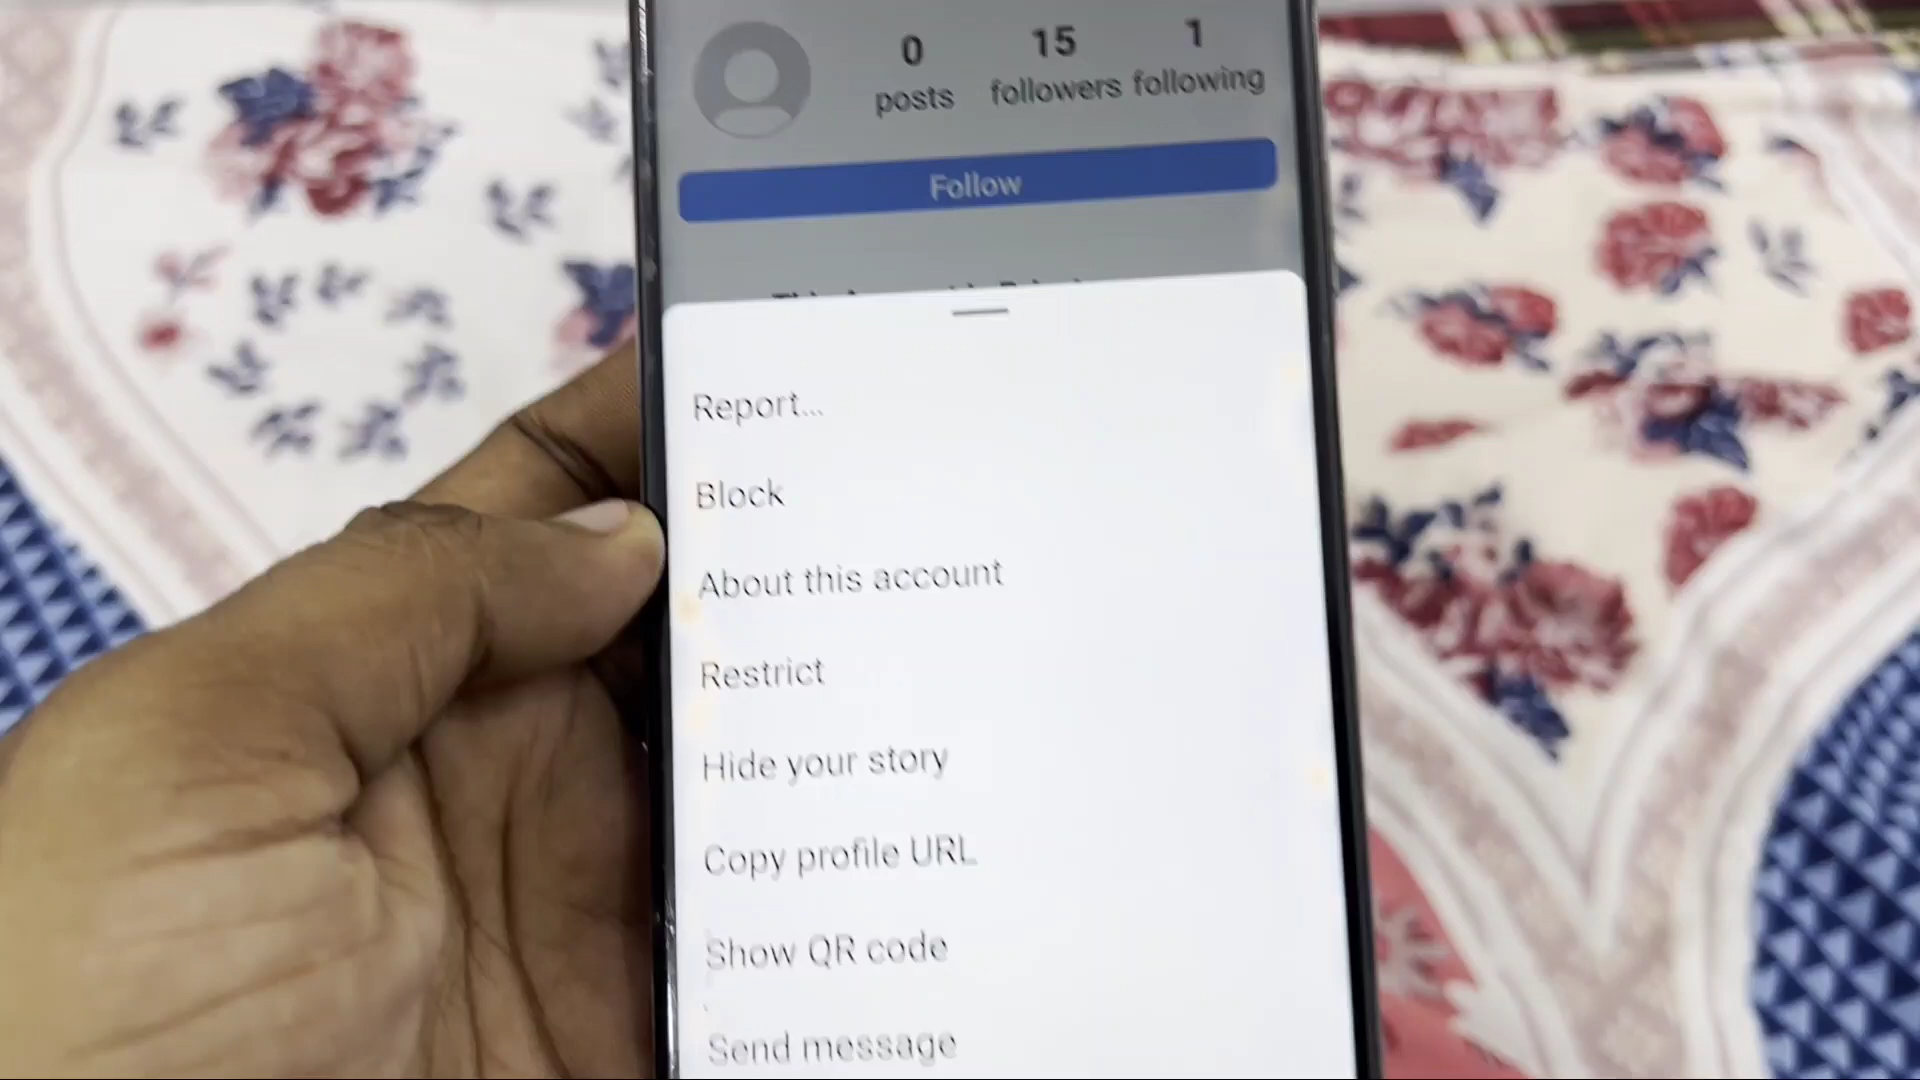 0 15 1
posts followers following
Follow
Report...
Block
About this account
Restrict
Hide your story
Copy profile URL
Show QR code
Send message